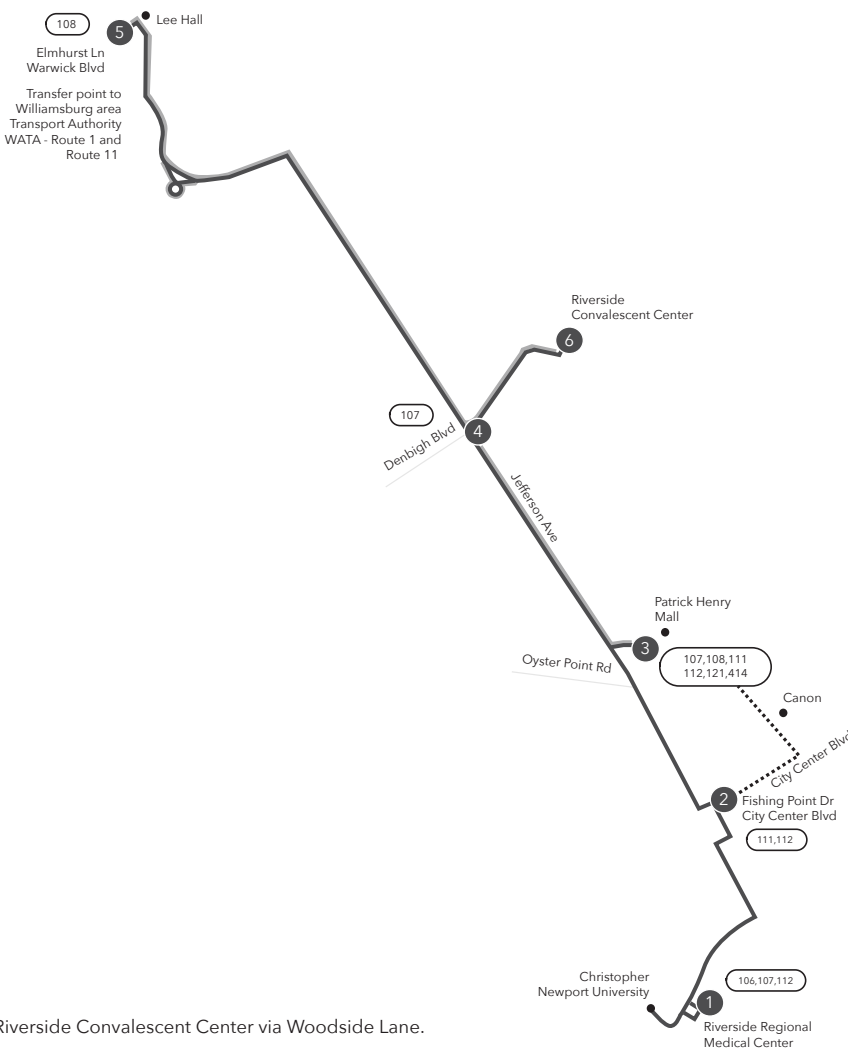 108
5
Lee Hall
Elmhurst Ln
Warwick Blvd
Transfer point to
Williamsburg area
Transport Authority
WATA - Route 1 and
Route 11
Riverside
Convalescent Center
6
107
4
Denbigh Blvd
Jefferson Ave
Patrick Henry
Mall
3
107,108,111
112,121,414
Oyster Point Rd
Canon
City Center Blvd
2
Fishing Point Dr
City Center Blvd
111,112
Christopher
Newport University
106,107,112
1
Riverside Regional
Medical Center
Riverside Convalescent Center via Woodside Lane.